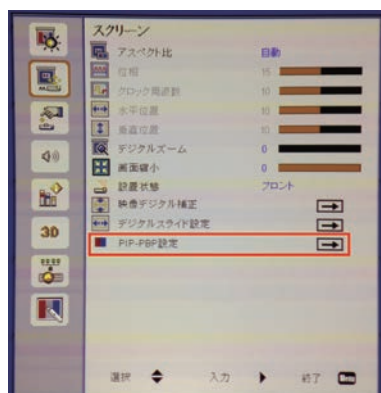 スクリーン
アスペクト比 自動
位相 15
クロック周波数 10
水平位置 10
垂直位置 10
デジタルズーム 0
画面縮小 0
設置状態 フロント
映像デジタル補正
デジタルスライド設定
PIP-PBP設定
3D
選択 入力 終了 Menu